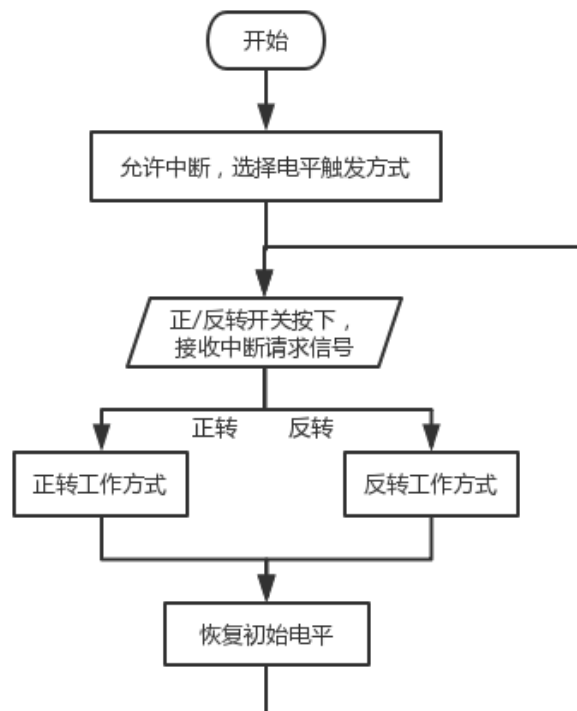 开始
允许中断，选择电平触发方式
正/反转开关按下，
接收中断请求信号
正转
反转
正转工作方式
反转工作方式
恢复初始电平